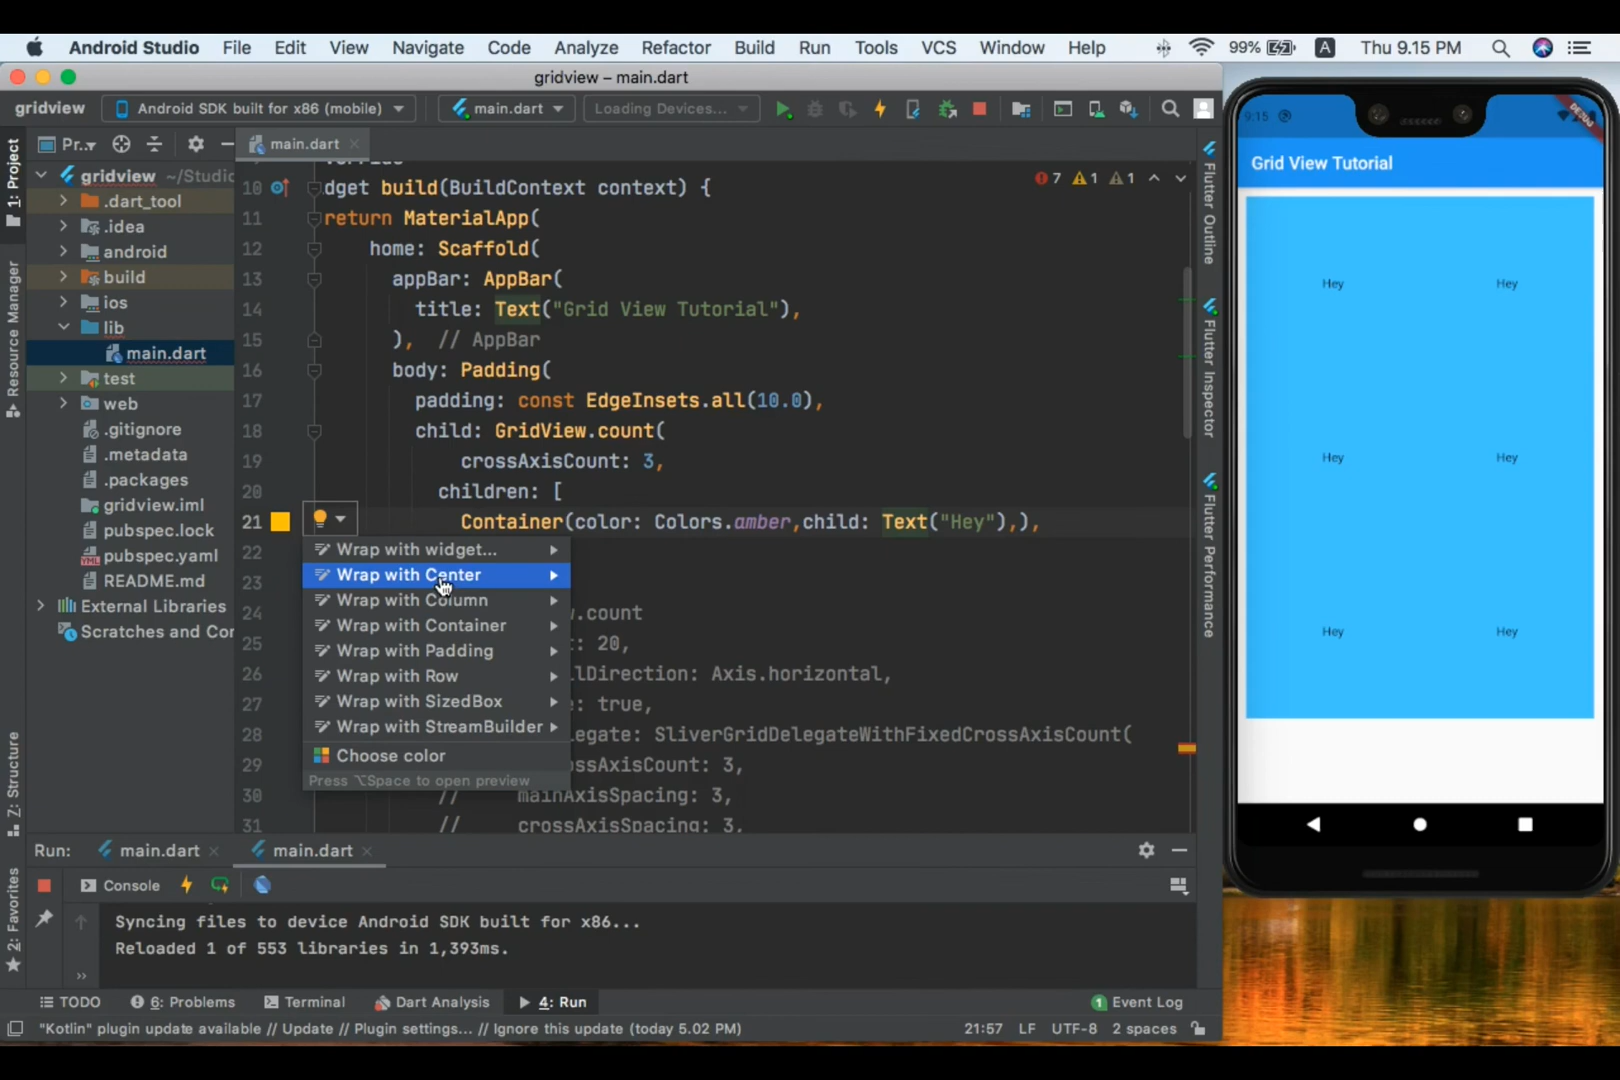 Android Studio File Edit View Navigate Code Analyze Refactor Build Run Tools VCS Window Help 99% A Thu 9.15 PM
gridview – main.dart
gridview Android SDK built for x86 (mobile) main.dart Loading Devices...
Pr.. main.dart
1: Project
Resource Manager
Z: Structure
2: Favorites
gridview ~/Studio
.dart_tool
.idea
android
build
ios
lib
main.dart
test
web
.gitignore
.metadata
.packages
gridview.iml
pubspec.lock
pubspec.yaml
README.md
External Libraries
Scratches and Cor
7 1 1
10 dget build(BuildContext context) {
11 return MaterialApp(
12 home: Scaffold(
13 appBar: AppBar(
14 title: Text("Grid View Tutorial"),
15 ), // AppBar
16 body: Padding(
17 padding: const EdgeInsets.all(10.0),
18 child: GridView.count(
19 crossAxisCount: 3,
20 children: [
21 Container(color: Colors.amber,child: Text("Hey"),),
22
23
24 .count
25 : 20,
26 lDirection: Axis.horizontal,
27 : true,
28 legate: SliverGridDelegateWithFixedCrossAxisCount(
29 ssAxisCount: 3,
30 // mainAxisSpacing: 3,
31 // crossAxisSpacing: 3,
Wrap with widget...
Wrap with Center
Wrap with Column
Wrap with Container
Wrap with Padding
Wrap with Row
Wrap with SizedBox
Wrap with StreamBuilder
Choose color
Press ⌥Space to open preview
Flutter Outline
Flutter Inspector
Flutter Performance
9:15
DEBUG
Grid View Tutorial
Hey Hey
Hey Hey
Hey Hey
Run: main.dart main.dart
Console
Syncing files to device Android SDK built for x86...
Reloaded 1 of 553 libraries in 1,393ms.
TODO 6: Problems Terminal Dart Analysis 4: Run 1 Event Log
"Kotlin" plugin update available // Update // Plugin settings... // Ignore this update (today 5.02 PM) 21:57 LF UTF-8 2 spaces